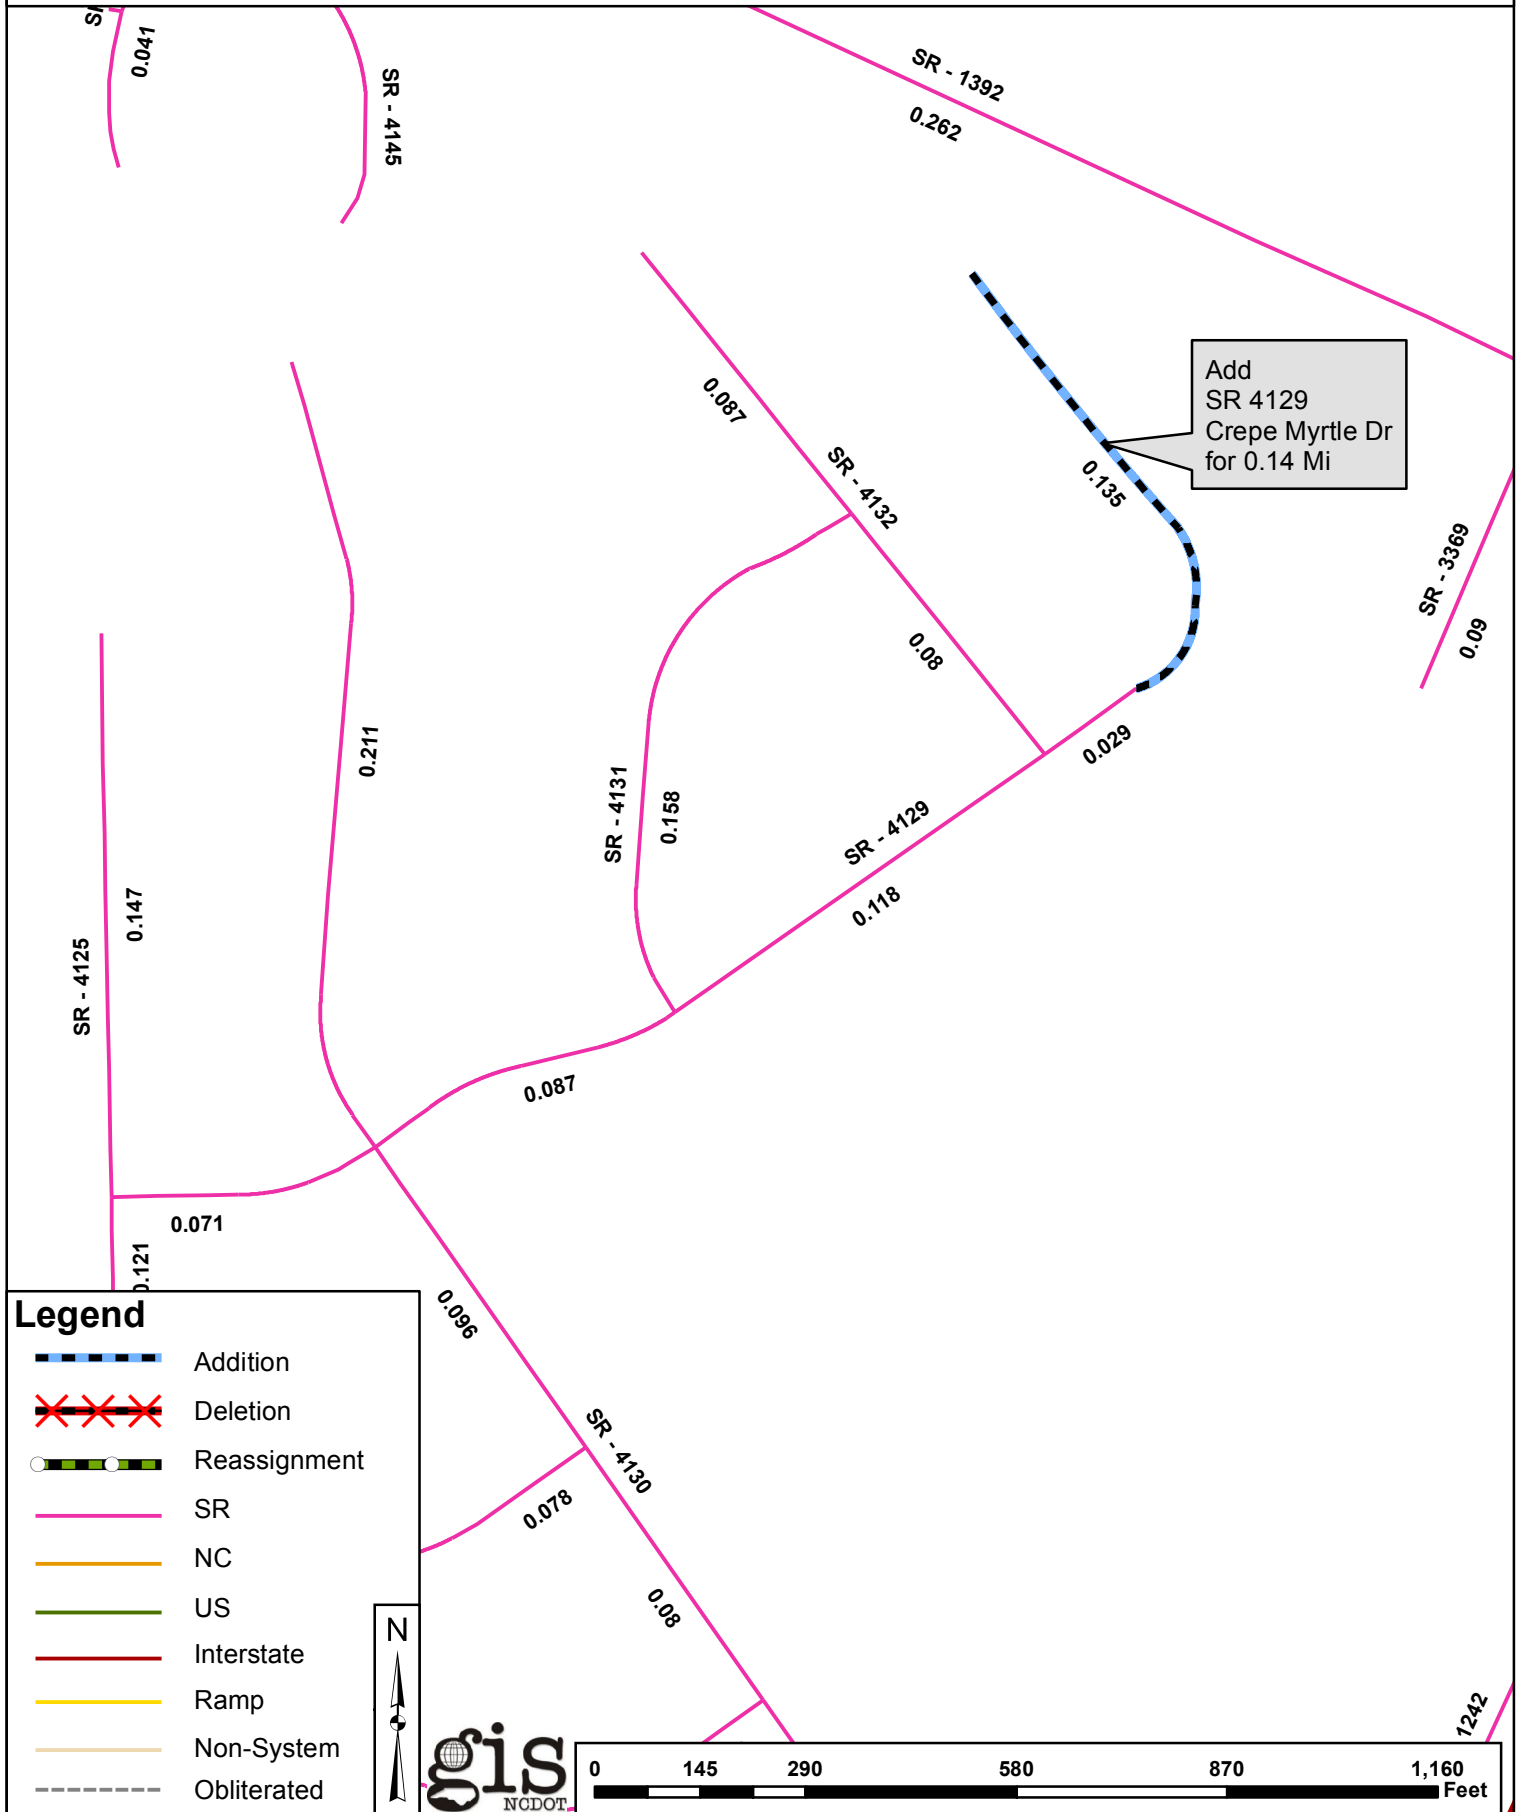 0.041
SR - 4145
SR - 1392
0.262
Add
SR 4129
Crepe Myrtle Dr
for 0.14 Mi
0.087
SR - 4132
0.135
SR - 3369
0.09
0.08
0.211
0.029
SR - 4131
0.158
SR - 4129
0.118
0.147
SR - 4125
0.087
0.071
0.121
0.096
SR - 4130
0.078
0.08
1242
Legend
Addition
Deletion
Reassignment
SR
NC
US
Interstate
Ramp
Non-System
Obliterated
N
gis
NCDOT
0 145 290 580 870 1,160
Feet